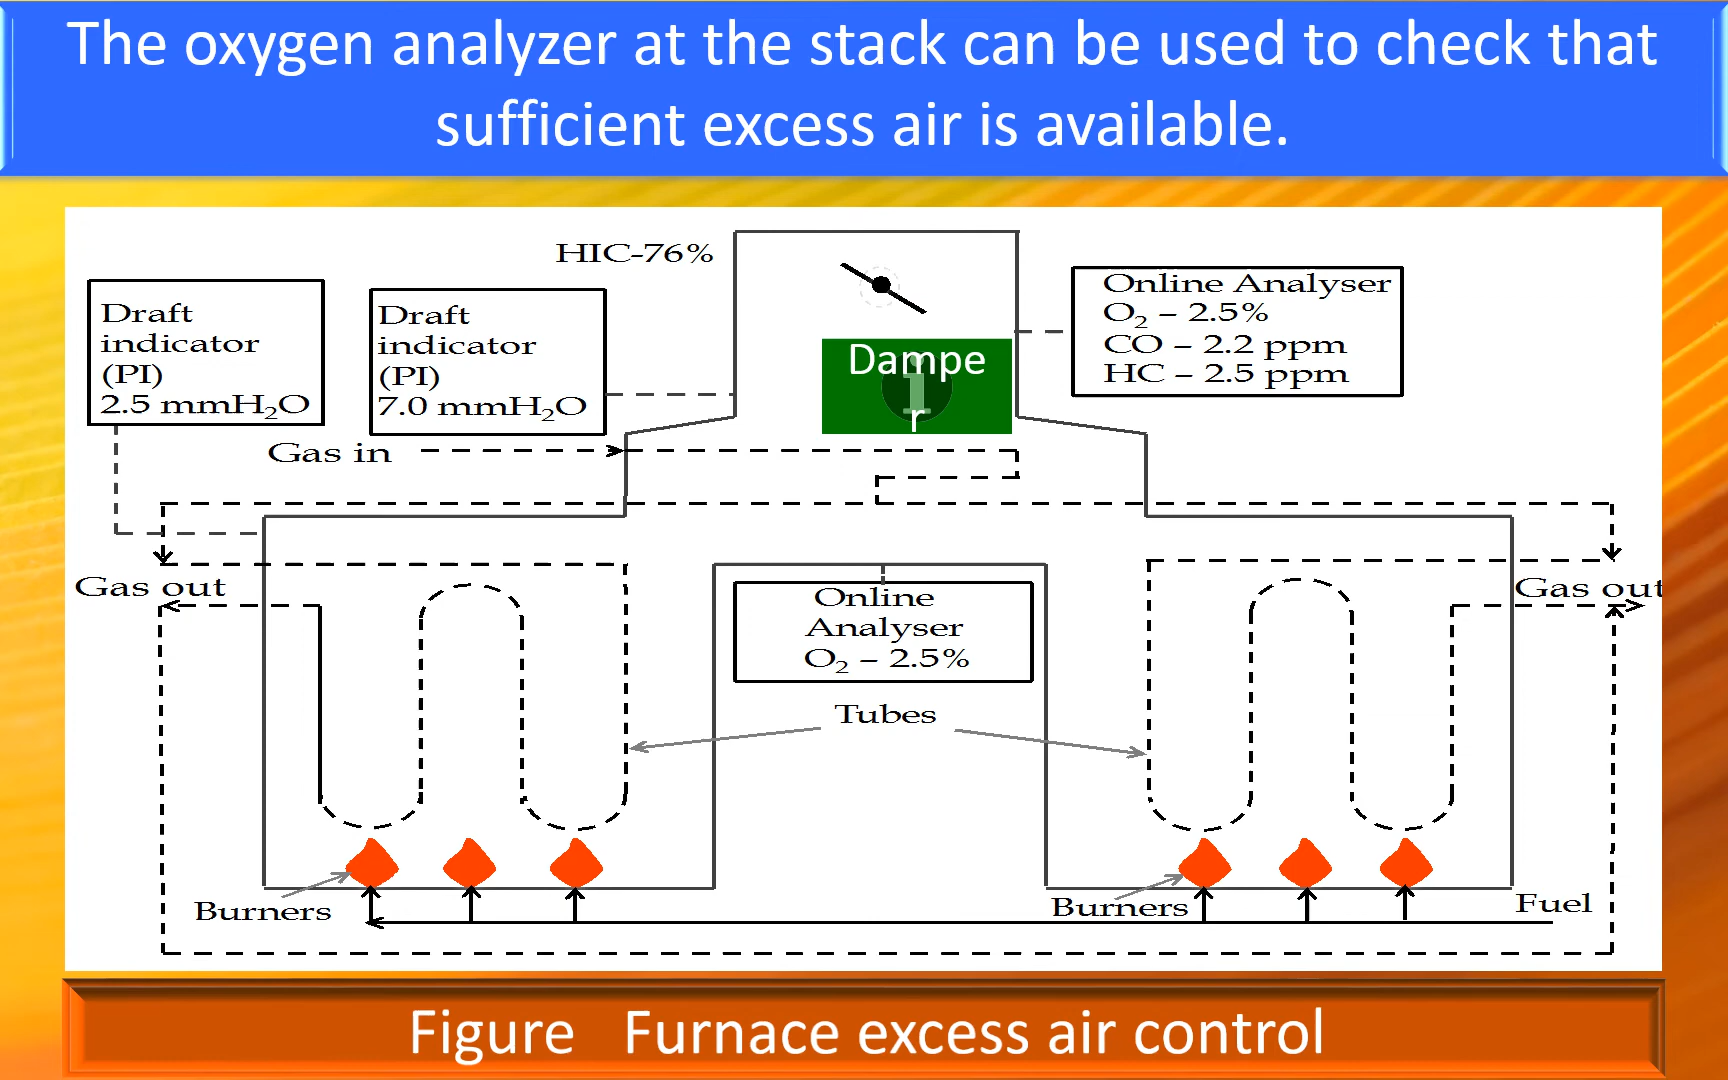 The oxygen analyzer at the stack can be used to check that
sufficient excess air is available.
HIC-76%
Draft
indicator
(PI)
2.5 mmH₂O
Draft
indicator
(PI)
7.0 mmH₂O
Dampe
r
Online Analyser
O₂ – 2.5%
CO – 2.2 ppm
HC – 2.5 ppm
Gas in
Gas out
Online
Analyser
O₂ – 2.5%
Gas out
Tubes
Burners
Burners
Fuel
Figure Furnace excess air control